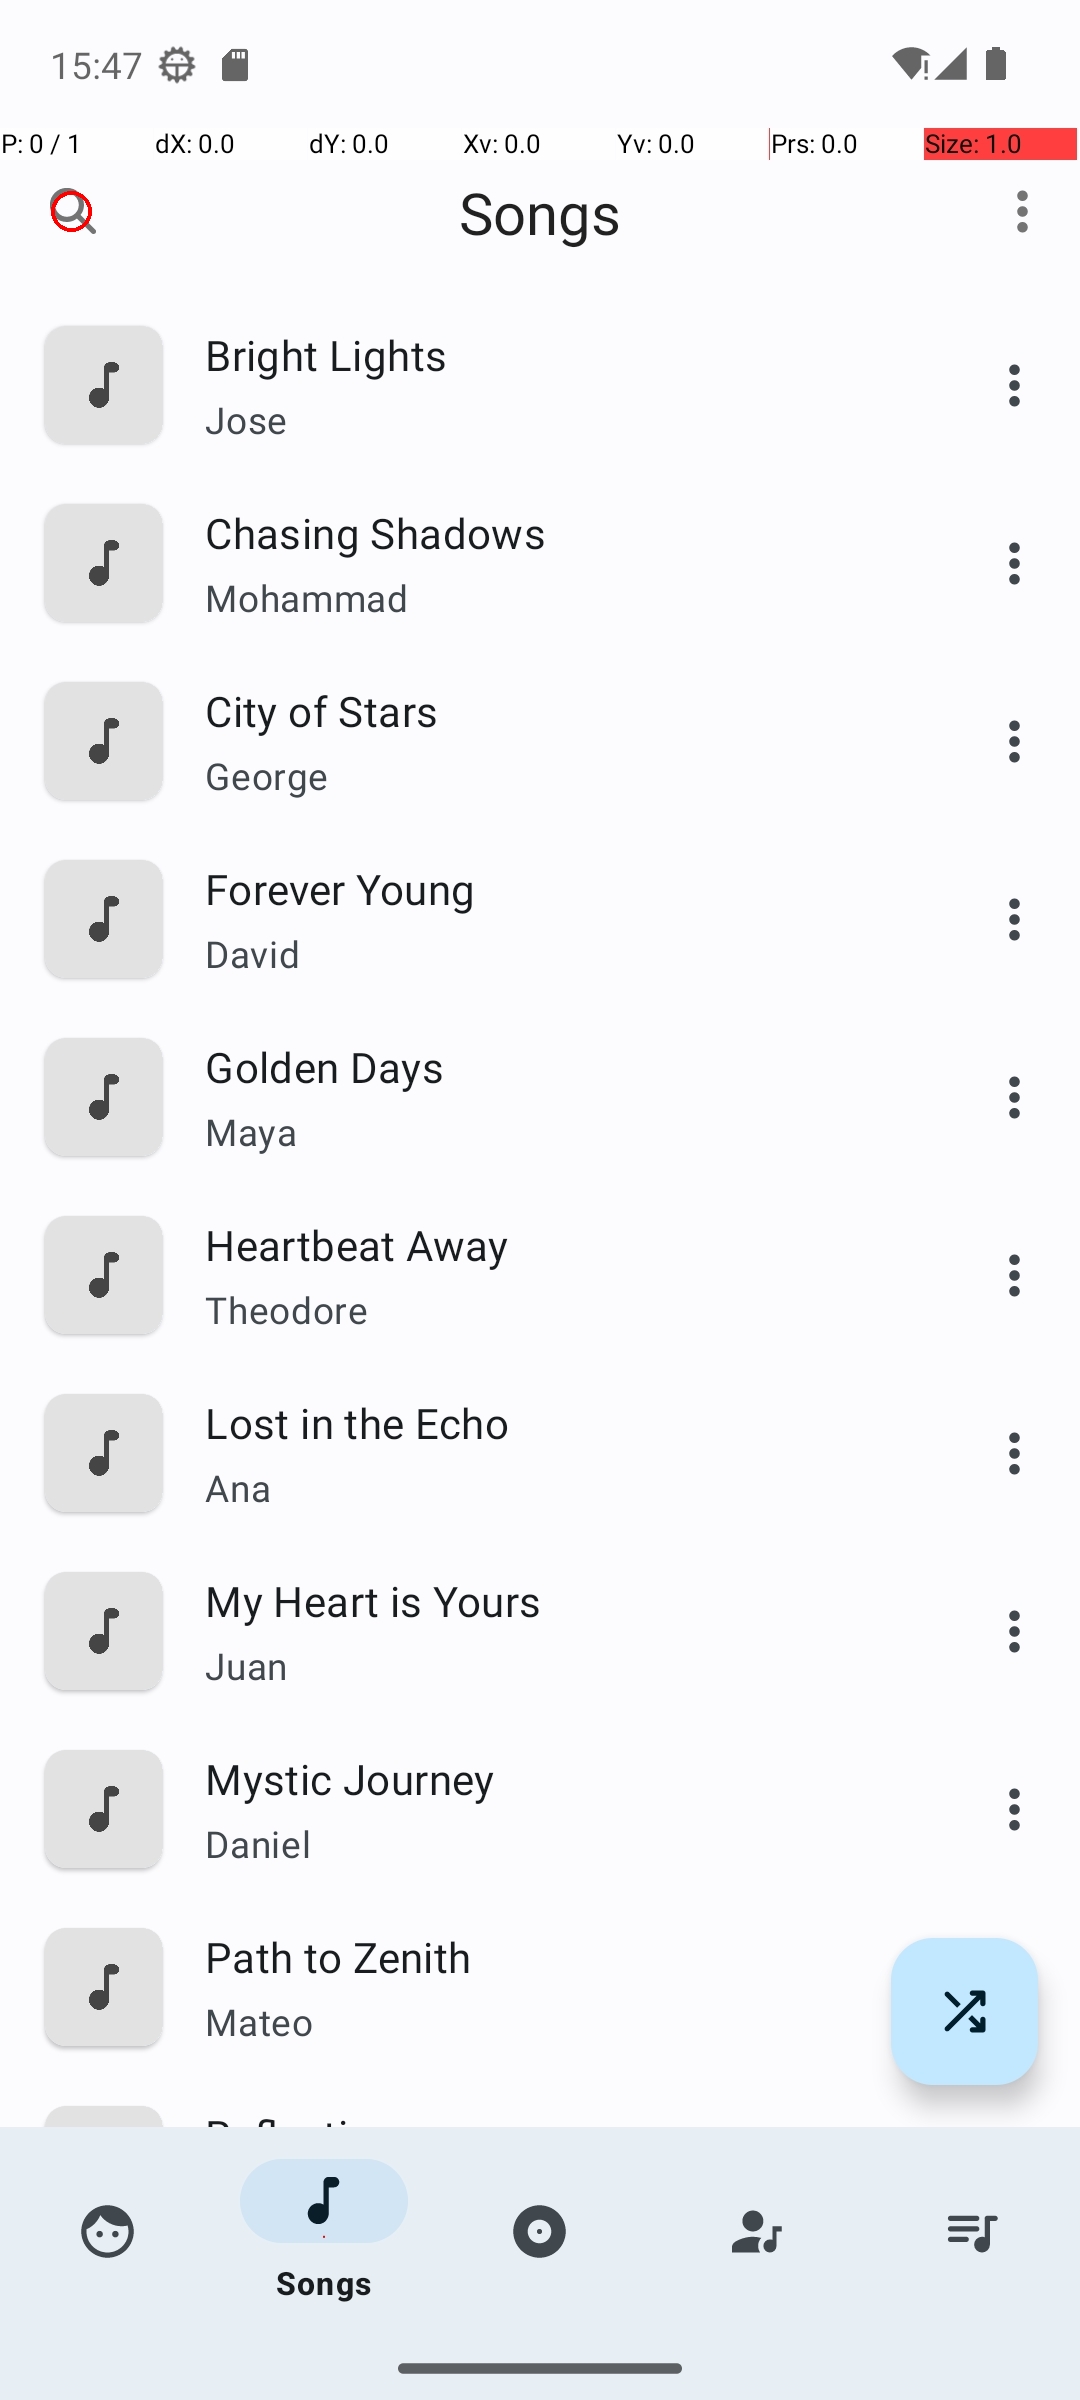 15:47
P: 0 / 1 dX: 0.0 dY: 0.0 Xv: 0.0 Yv: 0.0 Prs: 0.0 Size: 1.0
Songs
Bright Lights
Jose
Chasing Shadows
Mohammad
City of Stars
George
Forever Young
David
Golden Days
Maya
Heartbeat Away
Theodore
Lost in the Echo
Ana
My Heart is Yours
Juan
Mystic Journey
Daniel
Path to Zenith
Mateo
Songs